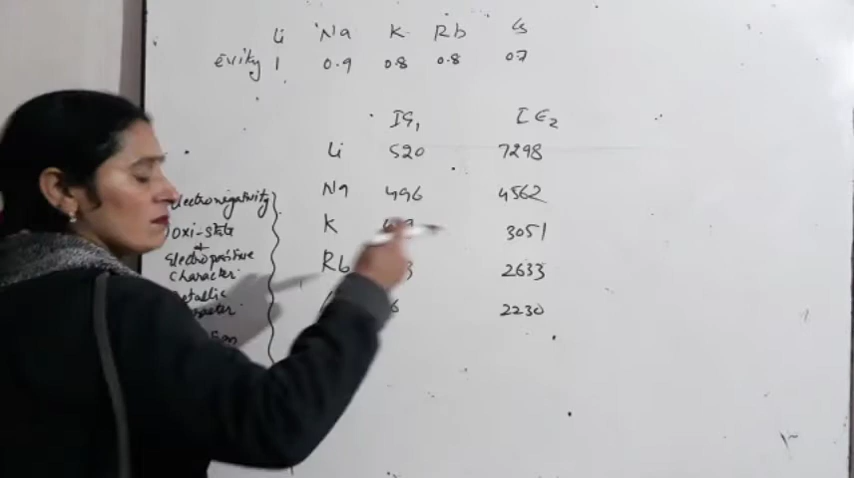 Li Na K Rb Cs
évity 1 0.9 0.8 0.8 0.7
IE1 IE2
Li 520 7298
Na 496 4562
K 3051
Rb 2633
2230
Electronegativity
Oxi-state
+
Electropositive
Character